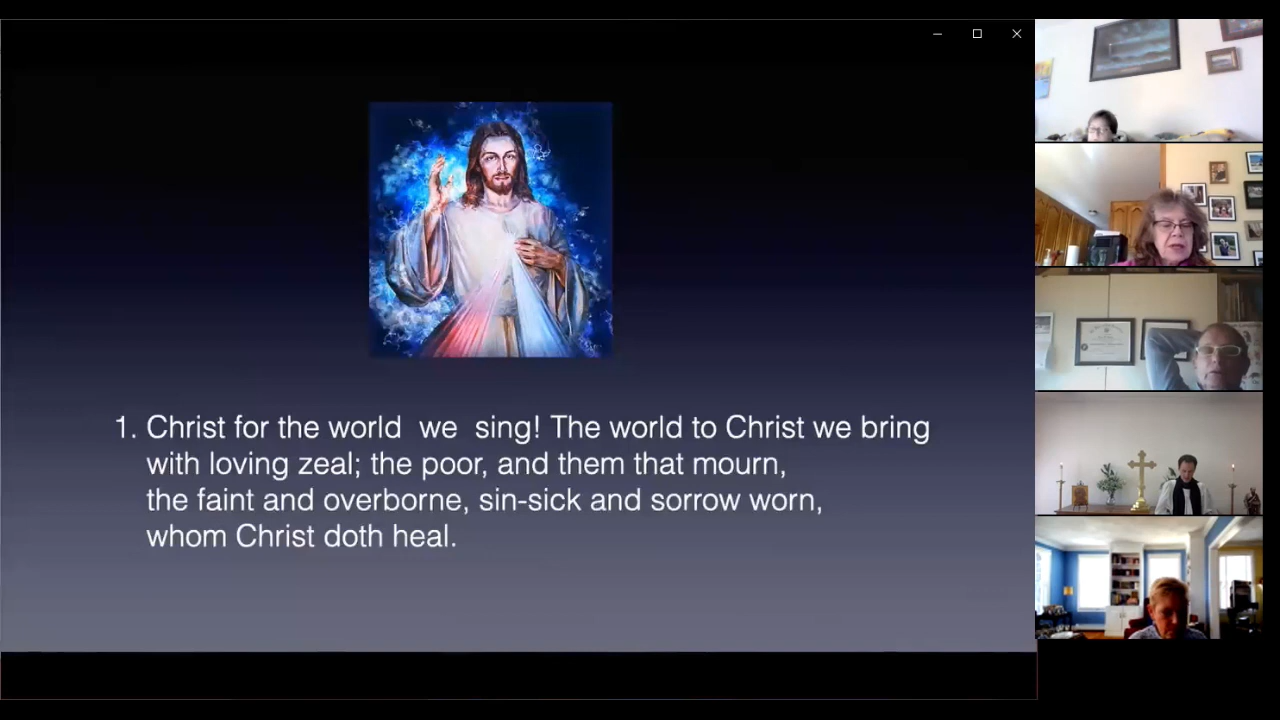 1. Christ for the world we sing! The world to Christ we bring
with loving zeal; the poor, and them that mourn,
the faint and overborne, sin-sick and sorrow worn,
whom Christ doth heal.